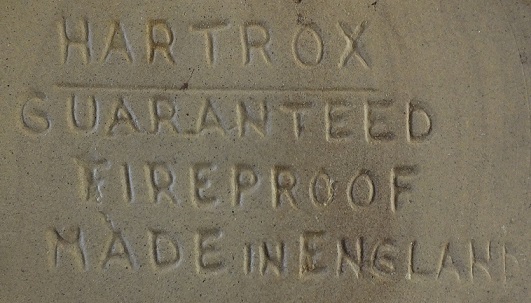 HARTROX
GUARANTEED
FIREPROOF
MADE IN ENGLAND